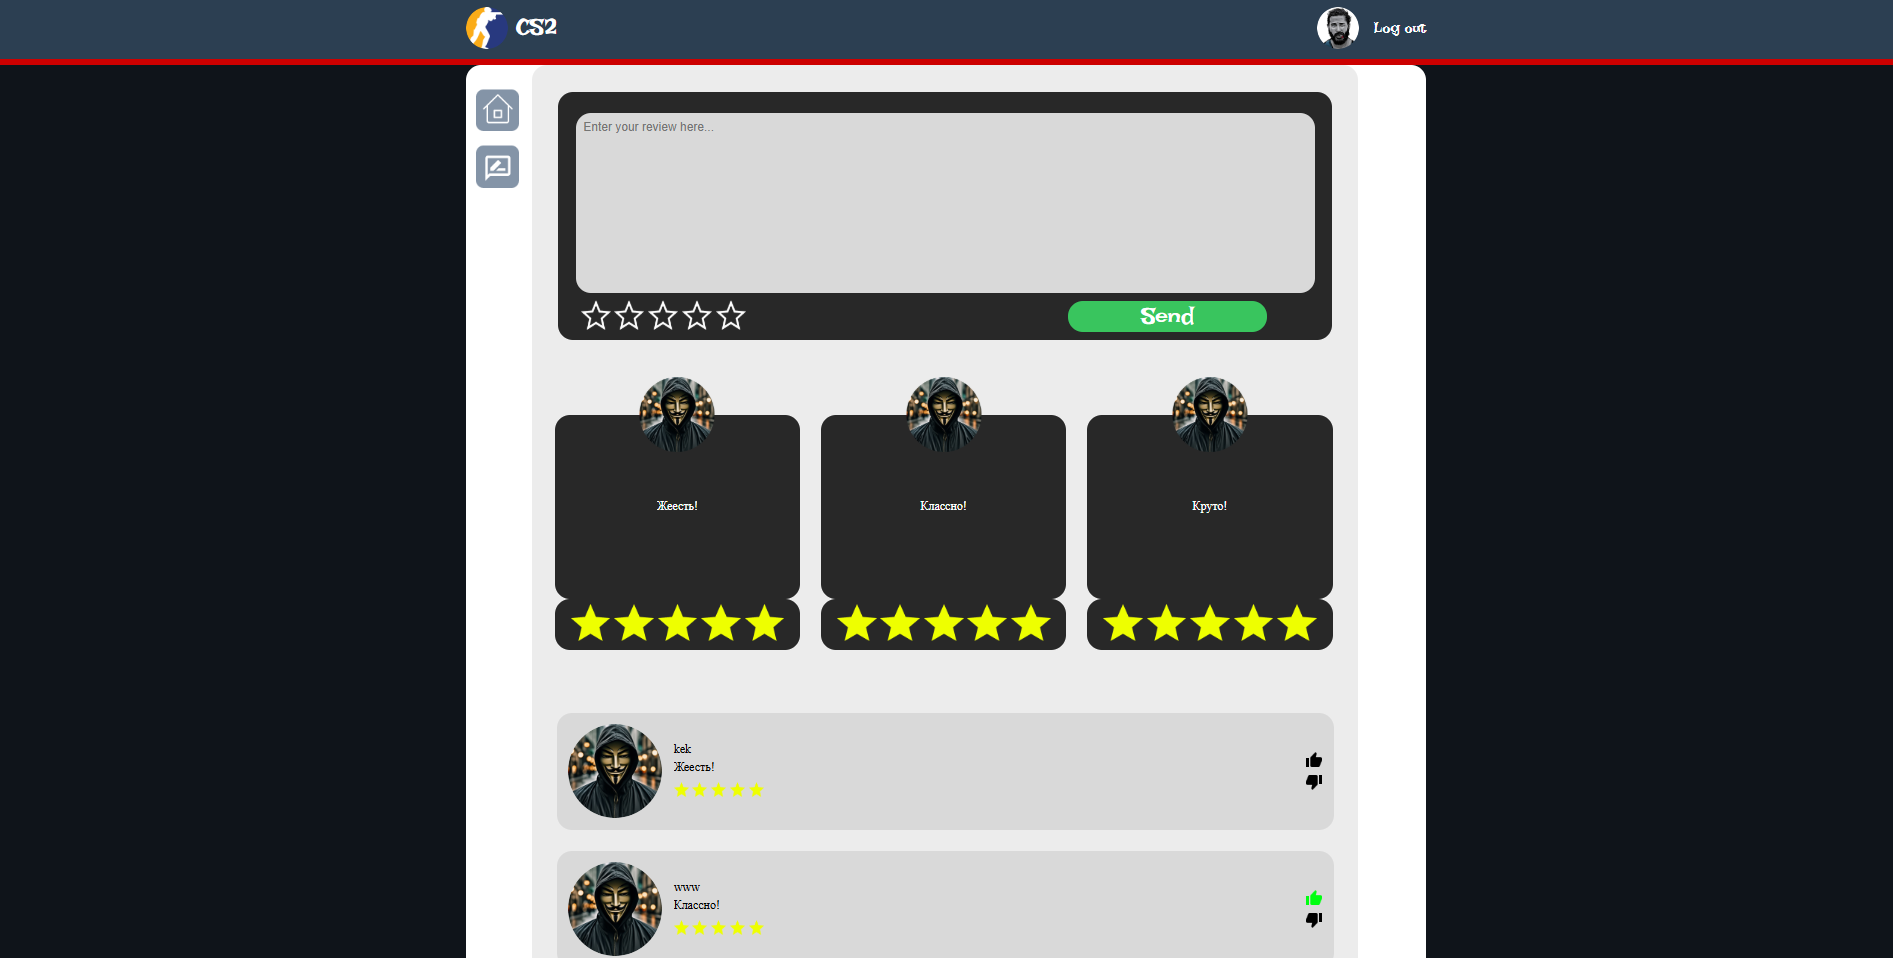 CS2
Log out
Enter your review here...
Send
Жеесть!
Классно!
Круто!
kek
Жеесть!
www
Классно!